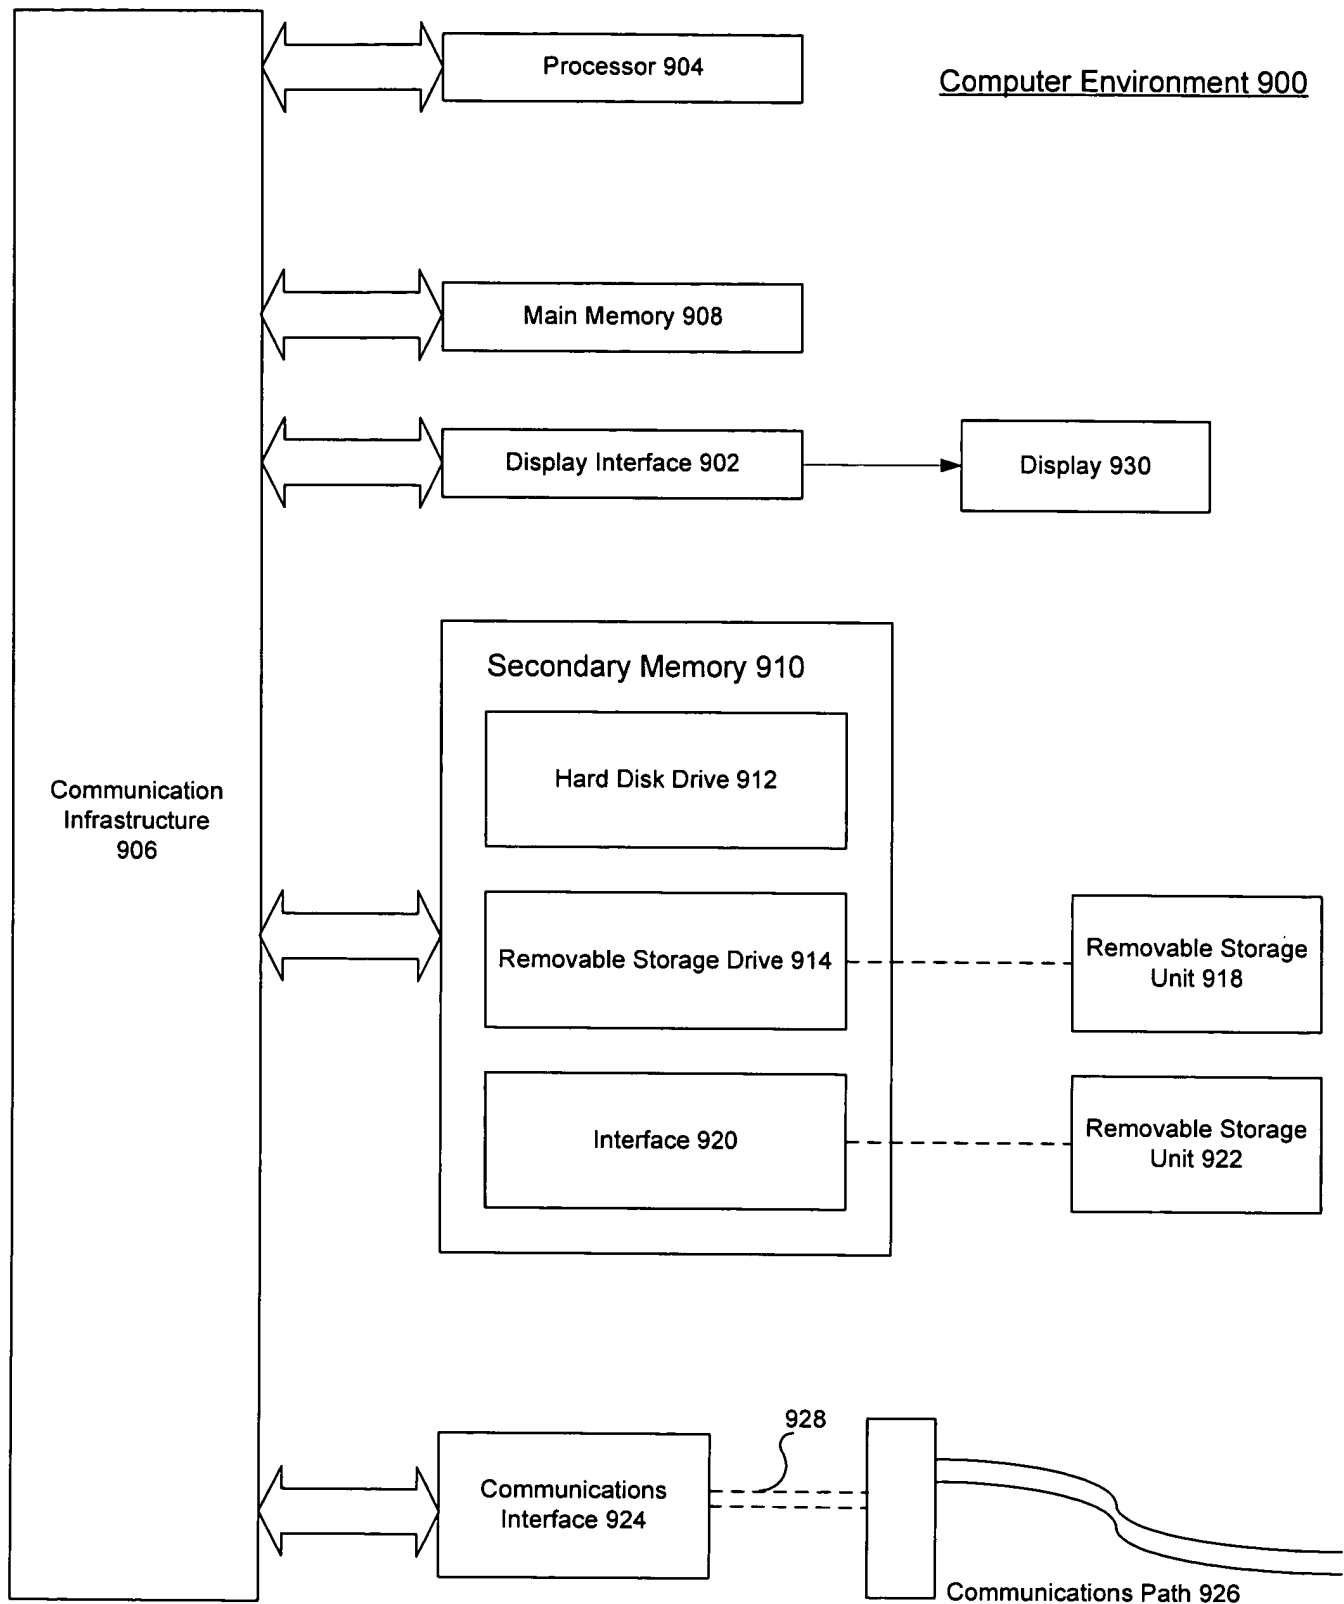 Processor 904
Computer Environment 900
Main Memory 908
Display Interface 902
Display 930
Secondary Memory 910
Hard Disk Drive 912
Communication
Infrastructure
906
Removable Storage Drive 914
Removable Storage
Unit 918
Interface 920
Removable Storage
Unit 922
928
Communications
Interface 924
Communications Path 926